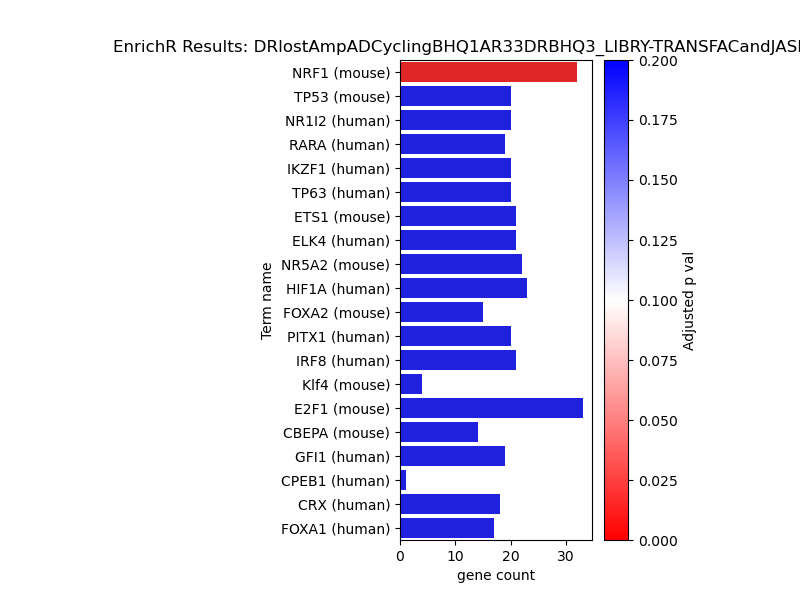 EnrichR Results: DRlostAmpADCyclingBHQ1AR33DRBHQ3_LIBRY-TRANSFACandJAS
NRF1 (mouse)
TP53 (mouse)
NR1I2 (human)
RARA (human)
IKZF1 (human)
TP63 (human)
ETS1 (mouse)
ELK4 (human)
NR5A2 (mouse)
HIF1A (human)
FOXA2 (mouse)
PITX1 (human)
IRF8 (human)
Klf4 (mouse)
E2F1 (mouse)
CBEPA (mouse)
GFI1 (human)
CPEB1 (human)
CRX (human)
FOXA1 (human)
Term name
0 10 20 30
gene count
0.200
0.175
0.150
0.125
0.100
0.075
0.050
0.025
0.000
Adjusted p val